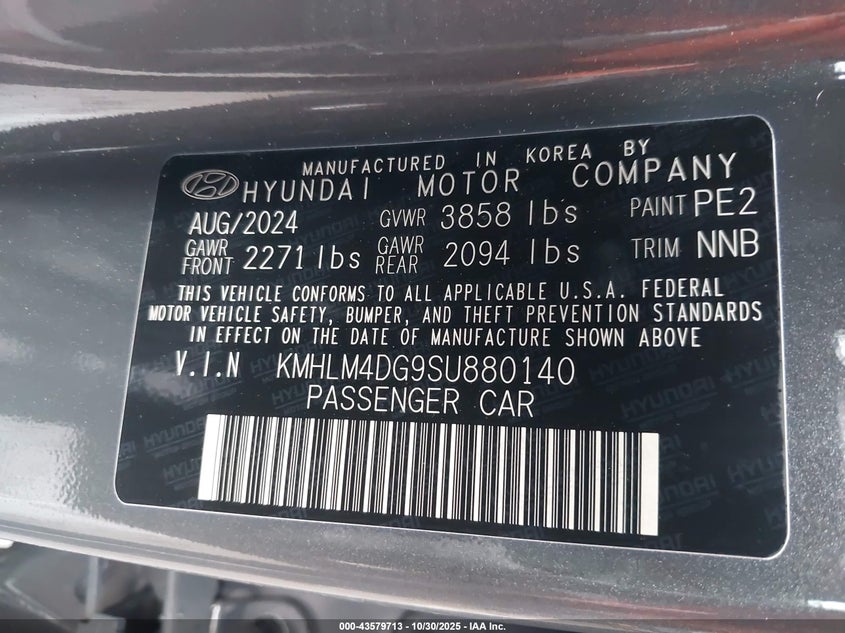 MANUFACTURED IN KOREA BY
HYUNDAI MOTOR COMPANY
AUG/2024 GVWR 3858 lbs PAINT PE2
GAWR FRONT 2271 lbs GAWR REAR 2094 lbs TRIM NNB
THIS VEHICLE CONFORMS TO ALL APPLICABLE U.S.A. FEDERAL
MOTOR VEHICLE SAFETY, BUMPER, AND THEFT PREVENTION STANDARDS
IN EFFECT ON THE DATE OF MANUFACTURE SHOWN ABOVE
V.I.N KMHLM4DG9SU880140
PASSENGER CAR
000-43579713 - 10/30/2025 - IAA Inc.